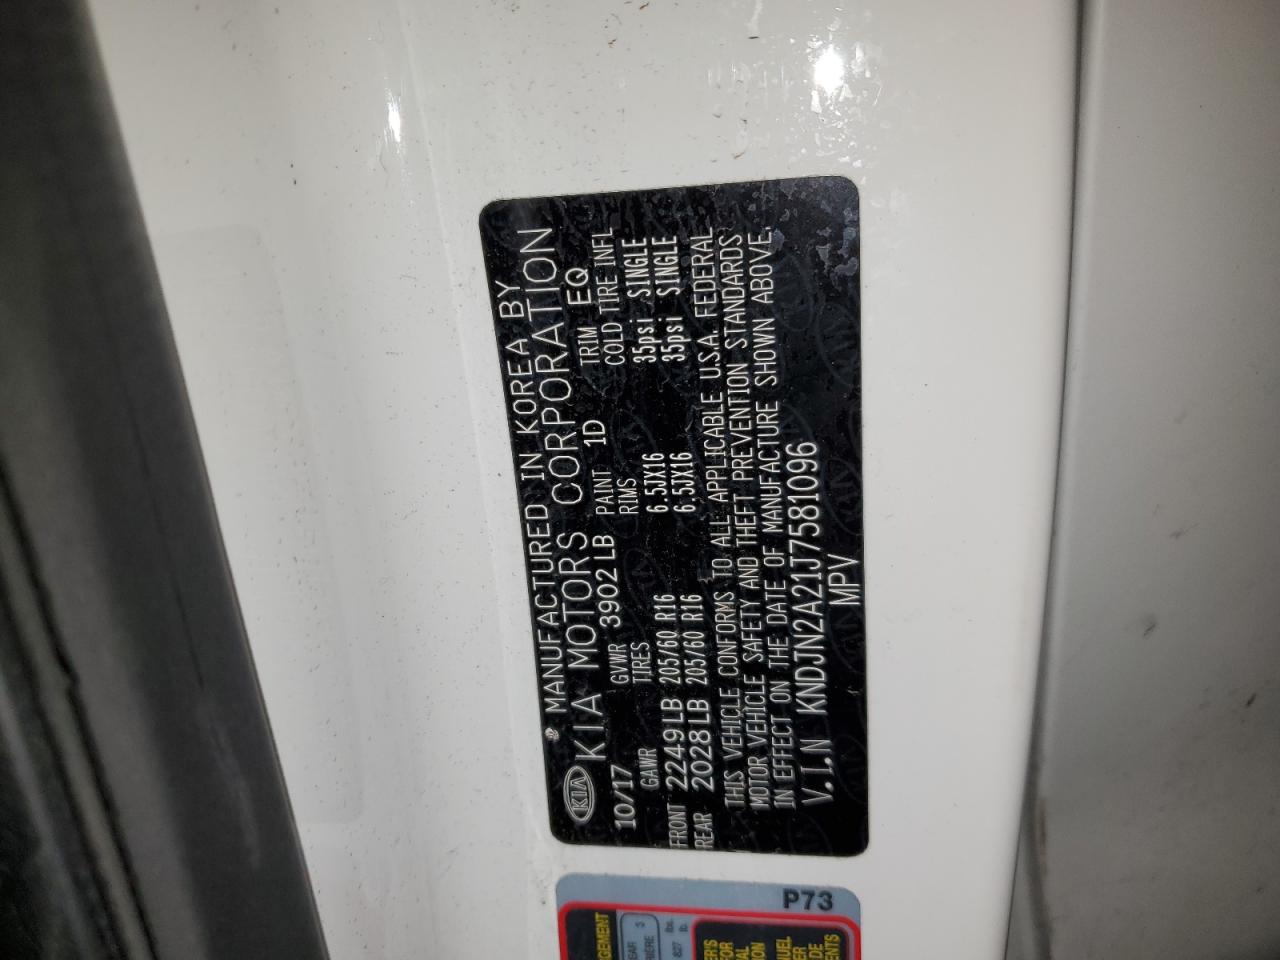 MANUFACTURED IN KOREA BY
KIA KIA MOTORS CORPORATION
10/17 GVWR 3902 LB PAINT 1D TRIM EQ
GAWR TIRES RIMS COLD TIRE INFL
FRONT 2249LB 205/60 R16 6.5JX16 35psi SINGLE
REAR 2028LB 205/60 R16 6.5JX16 35psi SINGLE
THIS VEHICLE CONFORMS TO ALL APPLICABLE U.S.A. FEDERAL
MOTOR VEHICLE SAFETY AND THEFT PREVENTION STANDARDS
IN EFFECT ON THE DATE OF MANUFACTURE SHOWN ABOVE.
V.I.N KNDJN2A21J7581096
MPV
P73